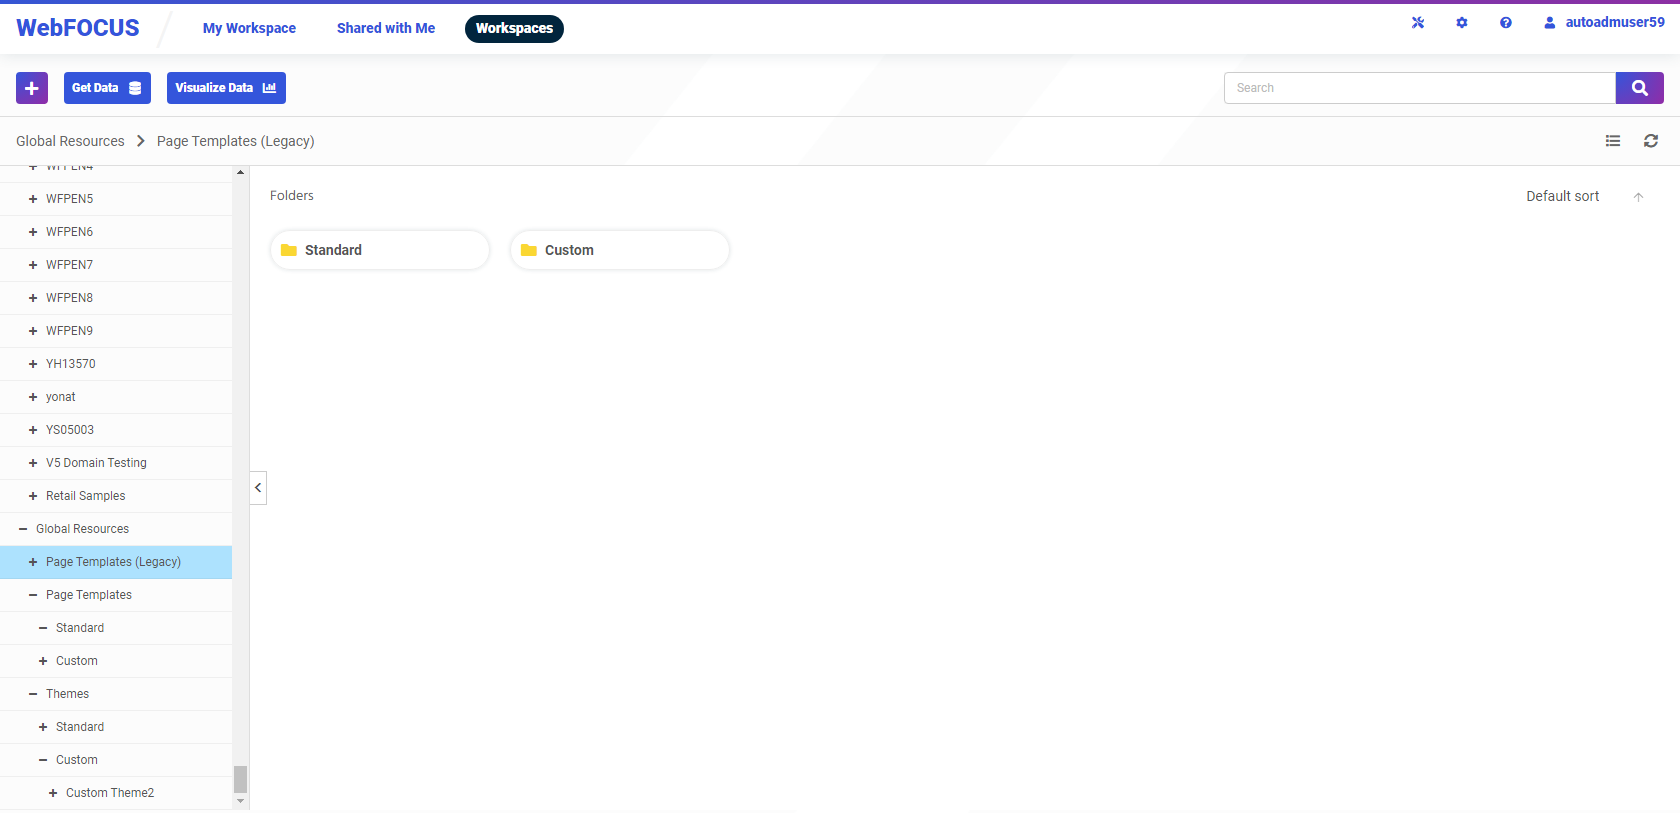 WebFOCUS
My Workspace
Shared with Me
Workspaces
autoadmuser59
Get Data
Visualize Data
Search
Global Resources
Page Templates (Legacy)
WFPEN4
WFPEN5
WFPEN6
WFPEN7
WFPEN8
WFPEN9
YH13570
yonat
YS05003
V5 Domain Testing
Retail Samples
Global Resources
Page Templates (Legacy)
Page Templates
Standard
Custom
Themes
Standard
Custom
Custom Theme2
Folders
Default sort
Standard
Custom